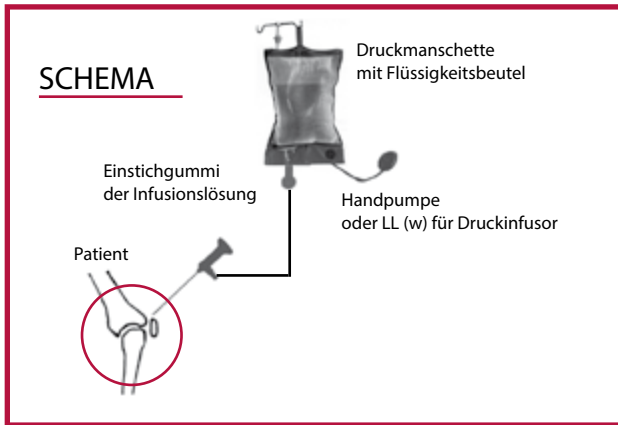 SCHEMA
Druckmanschette
mit Flüssigkeitsbeutel
Einstichgummi
der Infusionslösung
Handpumpe
oder LL (w) für Druckinfusor
Patient